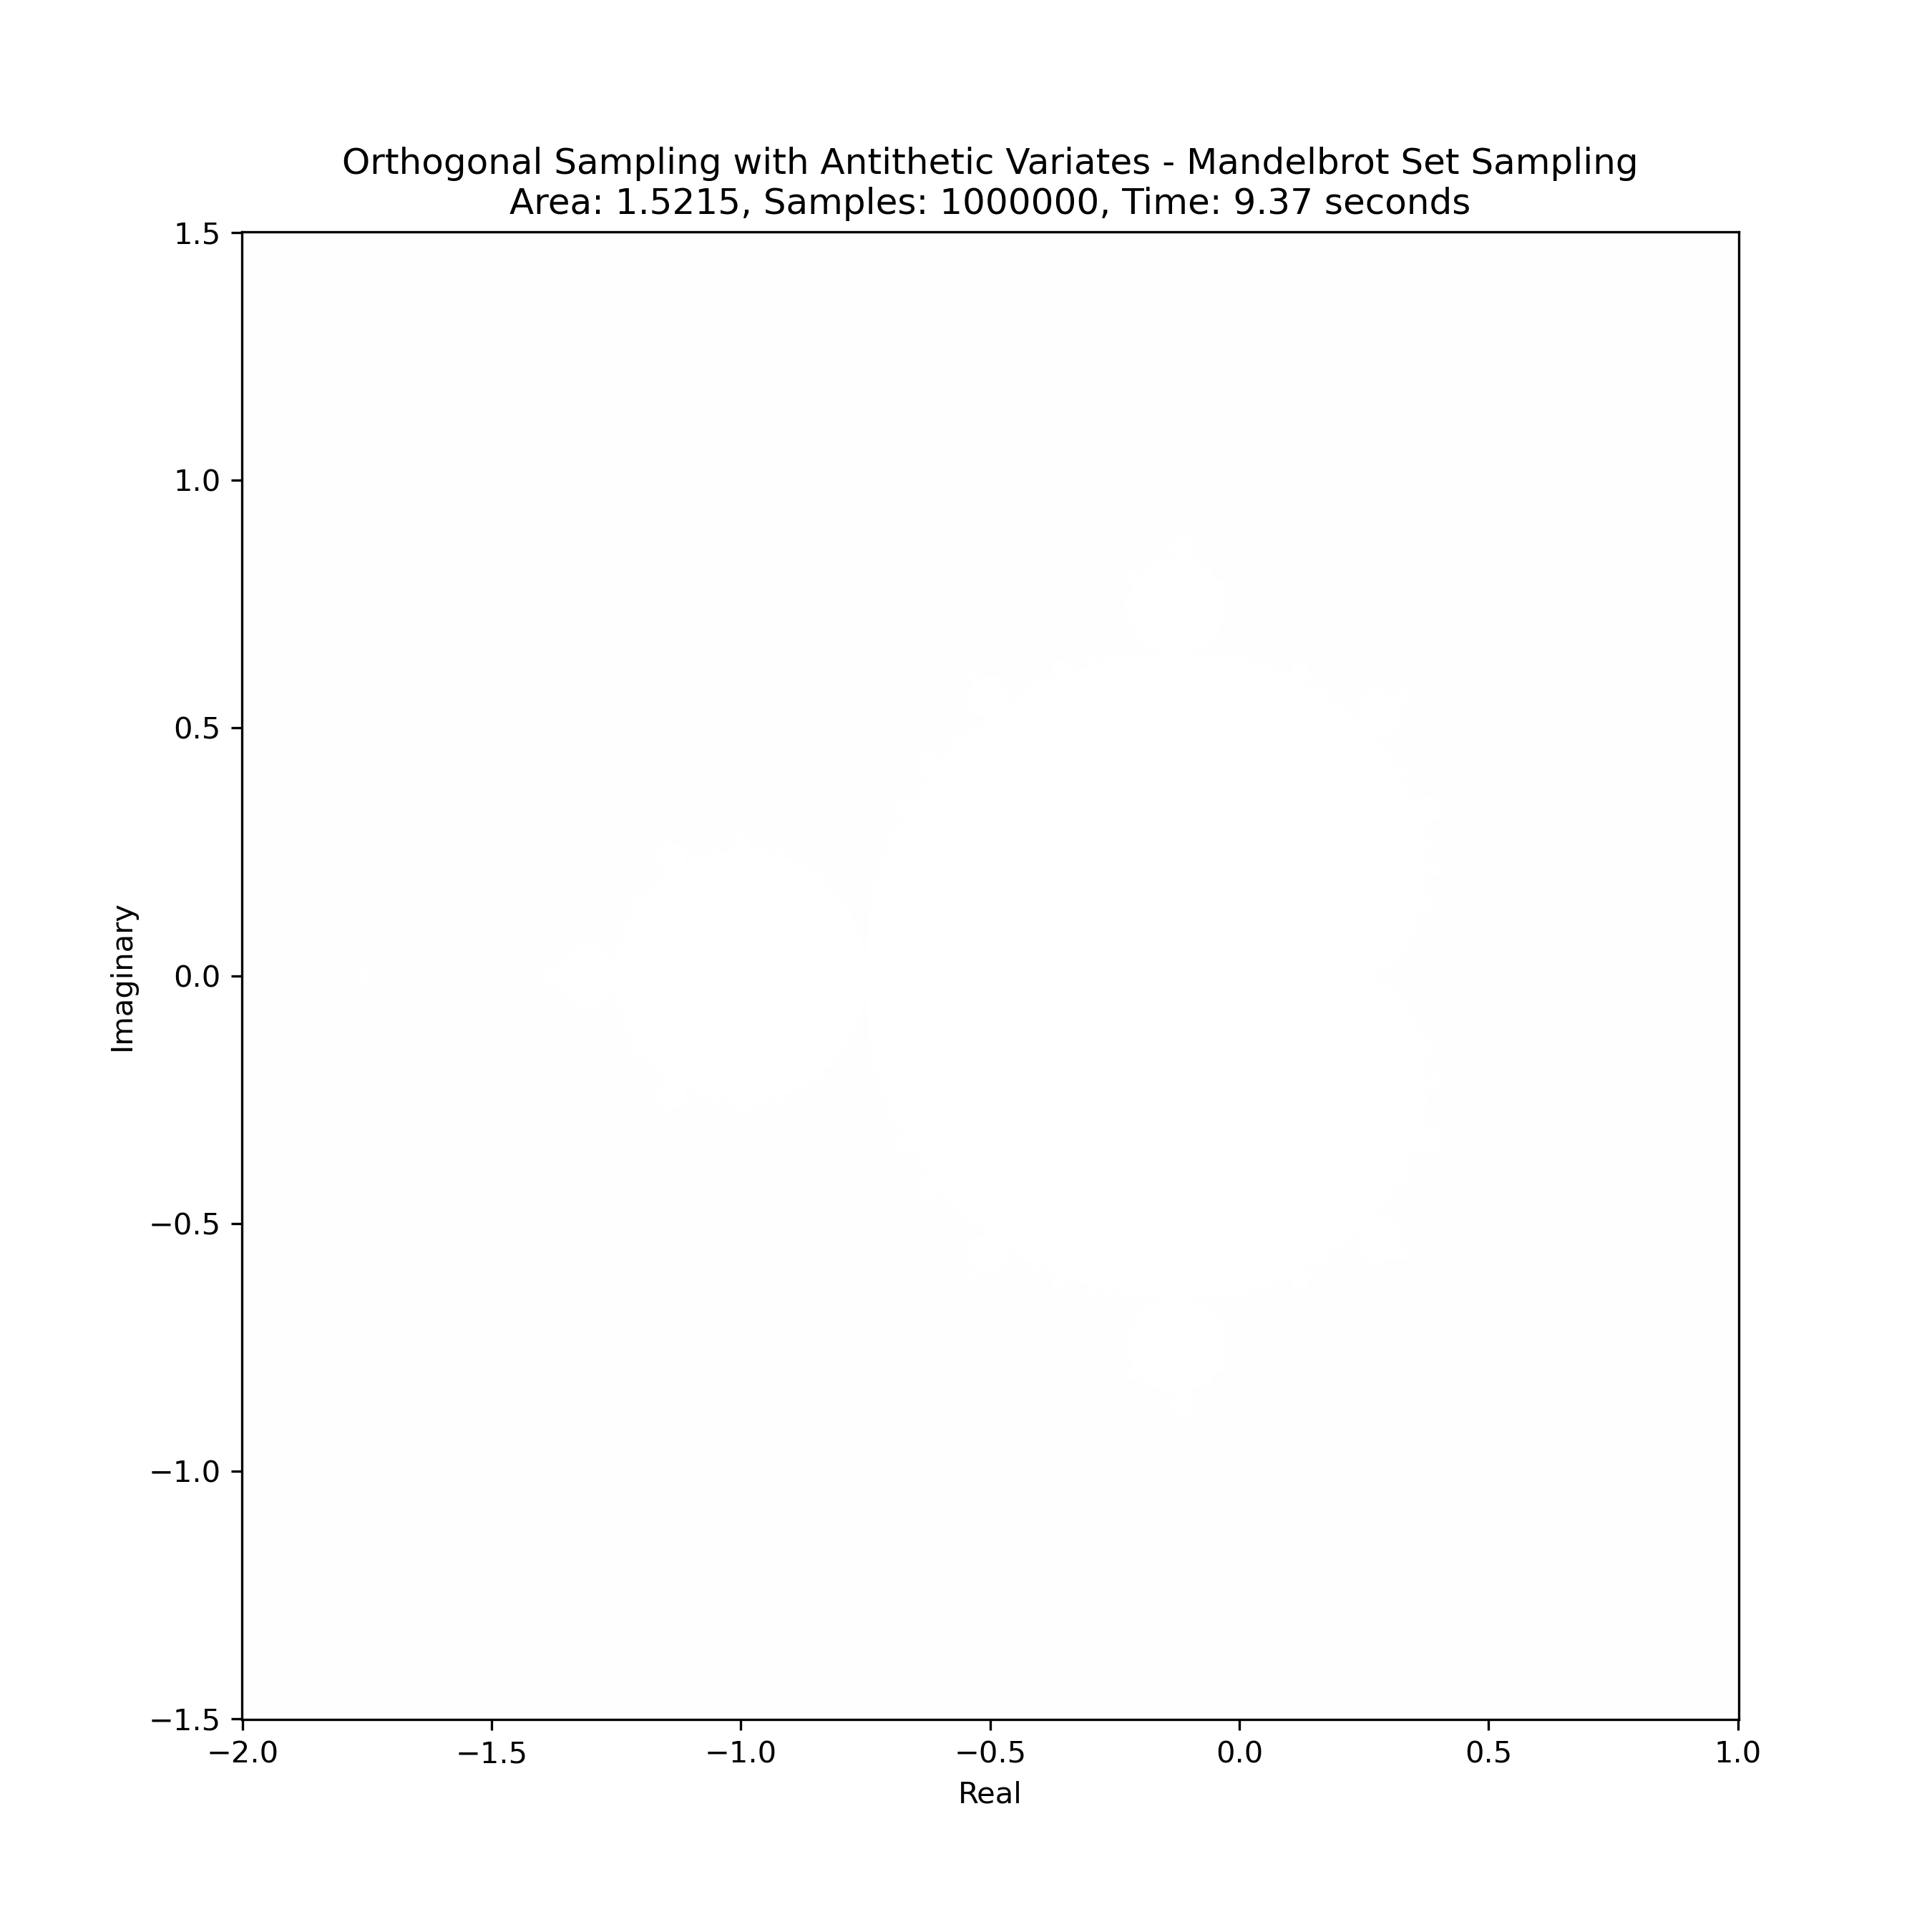 Orthogonal Sampling with Antithetic Variates - Mandelbrot Set Sampling
Area: 1.5215, Samples: 1000000, Time: 9.37 seconds
1.5
1.0
0.5
0.0
−0.5
−1.0
−1.5
Imaginary
−2.0 −1.5 −1.0 −0.5 0.0 0.5 1.0
Real